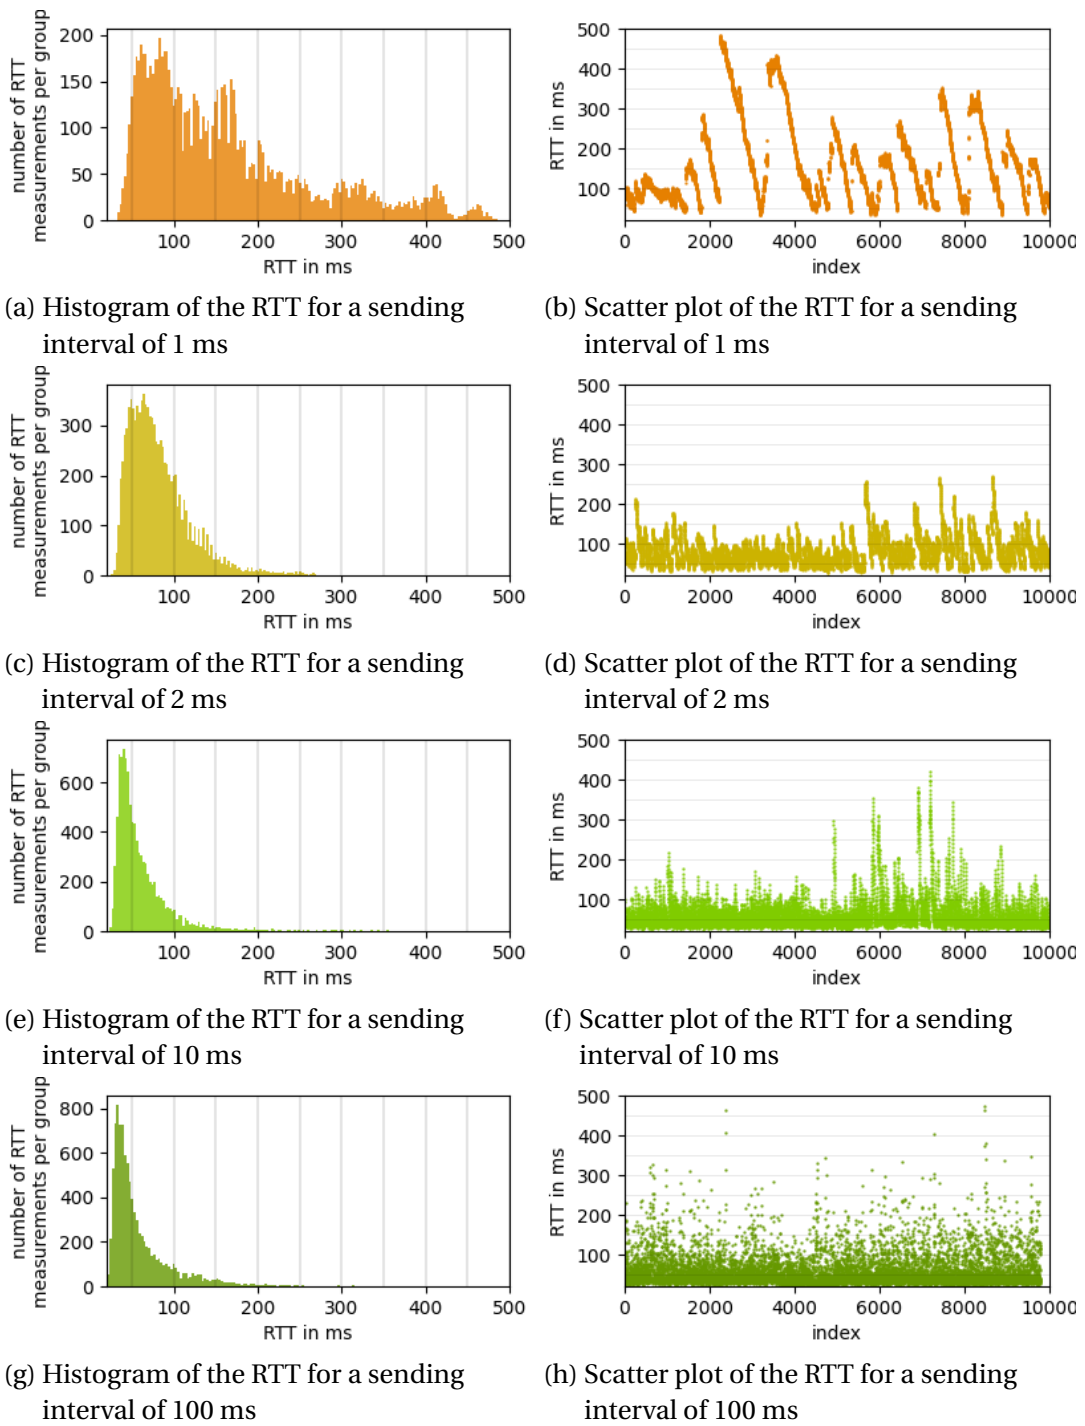 number of RTT
measurements per group
200
150
100
50
0
100 200 300 400 500
RTT in ms
RTT in ms
500
400
300
200
100
0 2000 4000 6000 8000 10000
index
(a) Histogram of the RTT for a sending
interval of 1 ms
(b) Scatter plot of the RTT for a sending
interval of 1 ms
number of RTT
measurements per group
300
200
100
0
100 200 300 400 500
RTT in ms
RTT in ms
500
400
300
200
100
0 2000 4000 6000 8000 10000
index
(c) Histogram of the RTT for a sending
interval of 2 ms
(d) Scatter plot of the RTT for a sending
interval of 2 ms
number of RTT
measurements per group
600
400
200
0
100 200 300 400 500
RTT in ms
RTT in ms
500
400
300
200
100
0 2000 4000 6000 8000 10000
index
(e) Histogram of the RTT for a sending
interval of 10 ms
(f) Scatter plot of the RTT for a sending
interval of 10 ms
number of RTT
measurements per group
800
600
400
200
0
100 200 300 400 500
RTT in ms
RTT in ms
500
400
300
200
100
0 2000 4000 6000 8000 10000
index
(g) Histogram of the RTT for a sending
interval of 100 ms
(h) Scatter plot of the RTT for a sending
interval of 100 ms